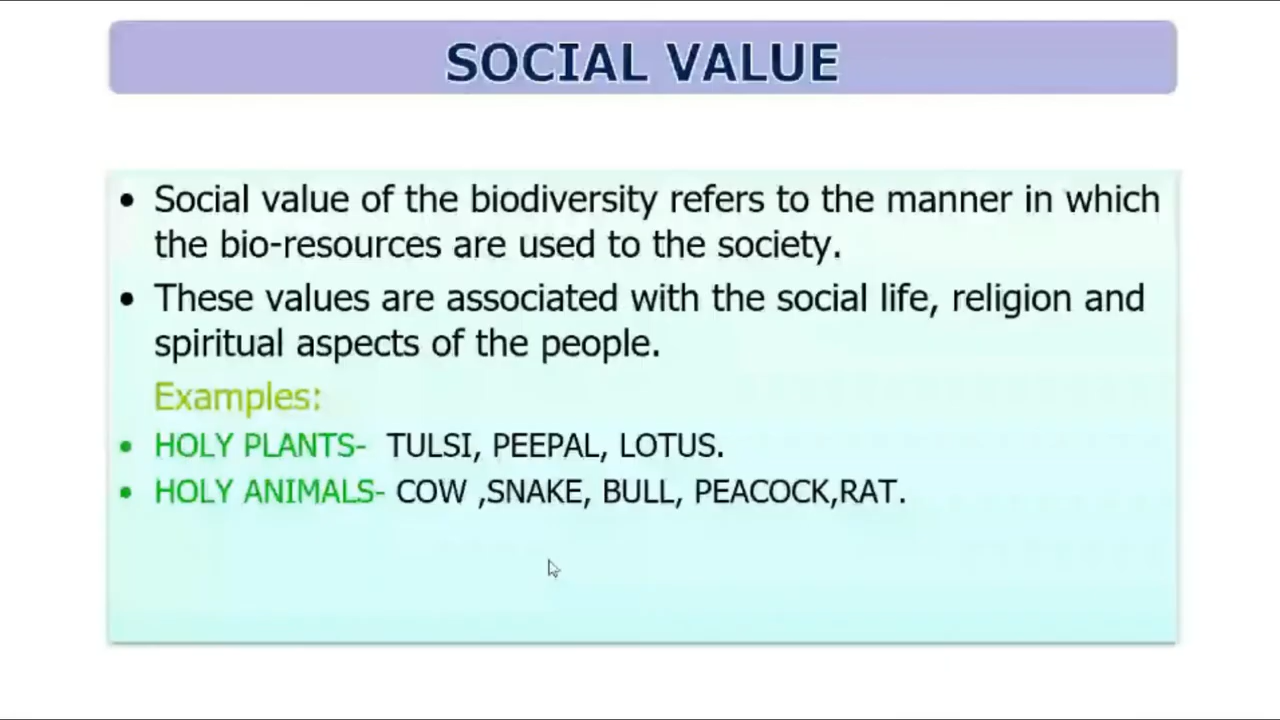 SOCIAL VALUE
• Social value of the biodiversity refers to the manner in which
the bio-resources are used to the society.
• These values are associated with the social life, religion and
spiritual aspects of the people.
Examples:
• HOLY PLANTS- TULSI, PEEPAL, LOTUS.
• HOLY ANIMALS- COW ,SNAKE, BULL, PEACOCK,RAT.